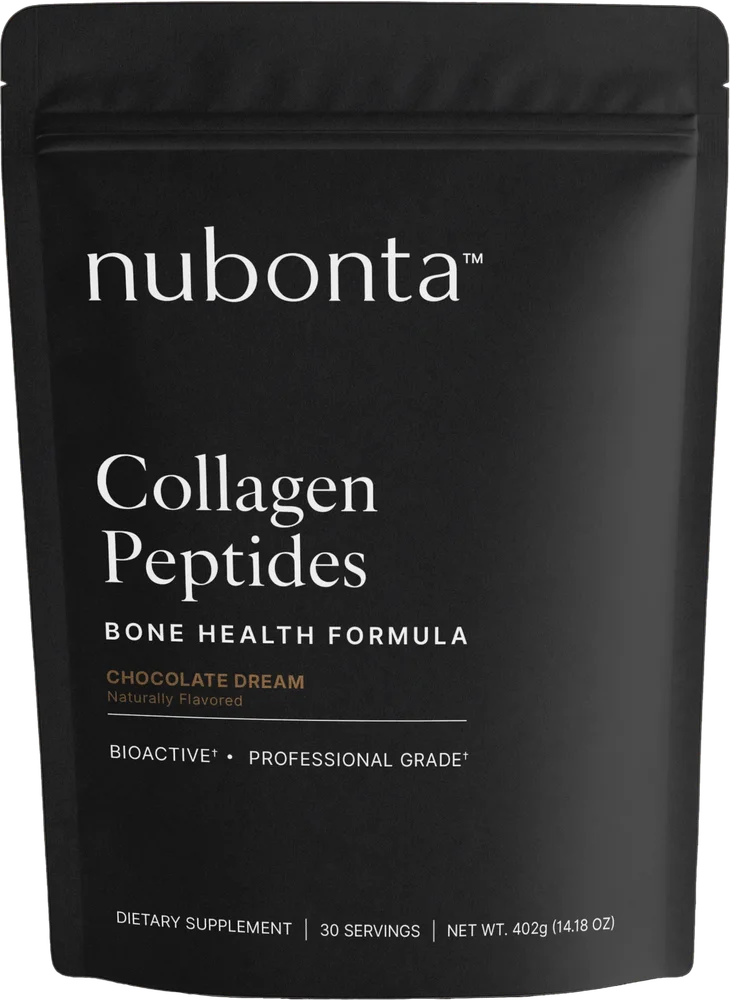 nubonta™
Collagen
Peptides
BONE HEALTH FORMULA
CHOCOLATE DREAM
Naturally Flavored
BIOACTIVE† • PROFESSIONAL GRADE†
DIETARY SUPPLEMENT | 30 SERVINGS | NET WT. 402g (14.18 OZ)